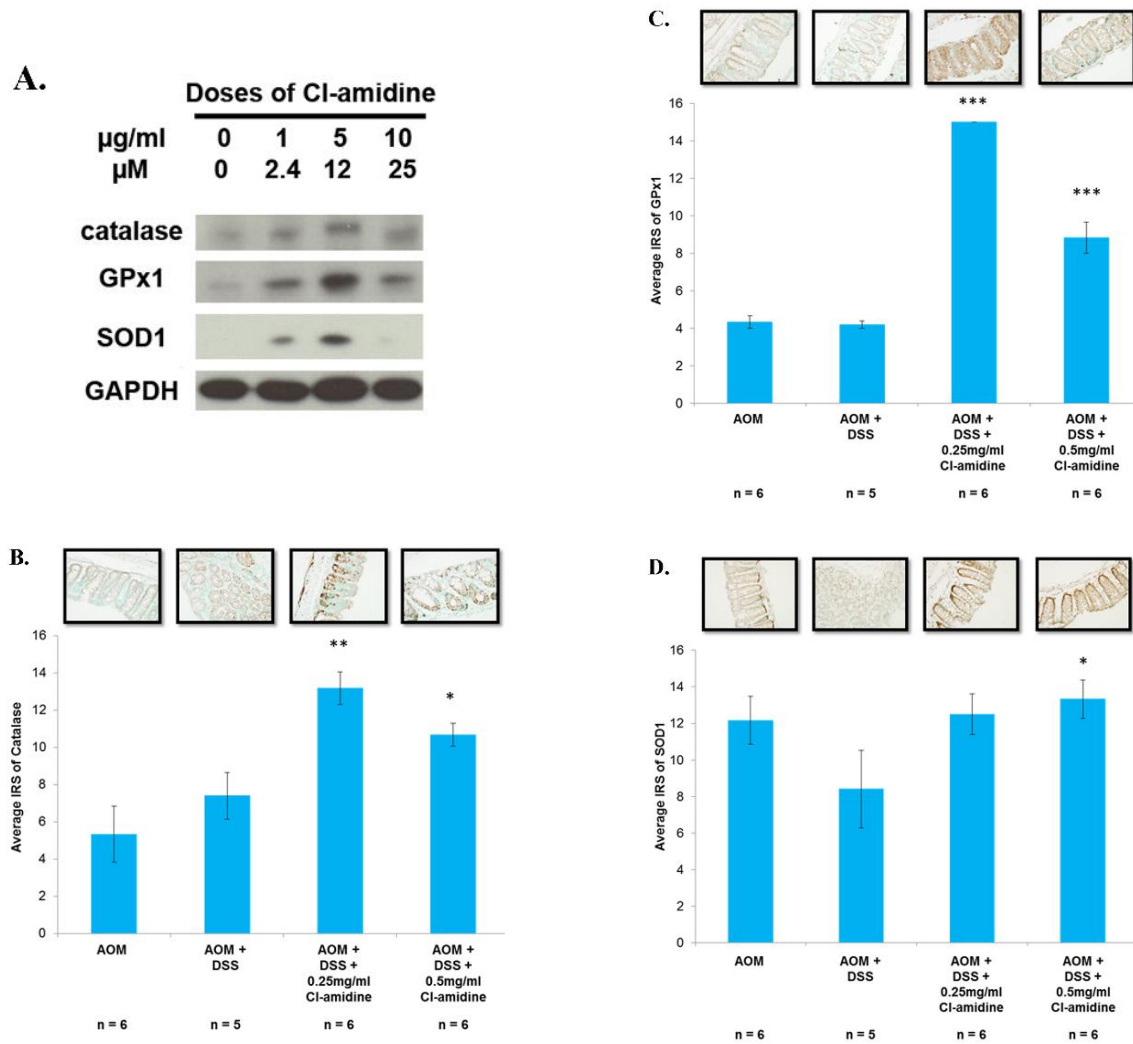 A.
Doses of Cl-amidine
µg/ml 0 1 5 10
µM 0 2.4 12 25
catalase
GPx1
SOD1
GAPDH
B.
** 
*
16
14
12
10
8
6
4
2
0
Average IRS of Catalase
AOM
AOM +
DSS
AOM +
DSS +
0.25mg/ml
Cl-amidine
AOM +
DSS +
0.5mg/ml
Cl-amidine
n = 6
n = 5
n = 6
n = 6
C.
***
***
16
14
12
10
8
6
4
2
0
Average IRS of GPx1
AOM
AOM +
DSS
AOM +
DSS +
0.25mg/ml
Cl-amidine
AOM +
DSS +
0.5mg/ml
Cl-amidine
n = 6
n = 5
n = 6
n = 6
D.
*
16
14
12
10
8
6
4
2
0
Average IRS of SOD1
AOM
AOM +
DSS
AOM +
DSS +
0.25mg/ml
Cl-amidine
AOM +
DSS +
0.5mg/ml
Cl-amidine
n = 6
n = 5
n = 6
n = 6